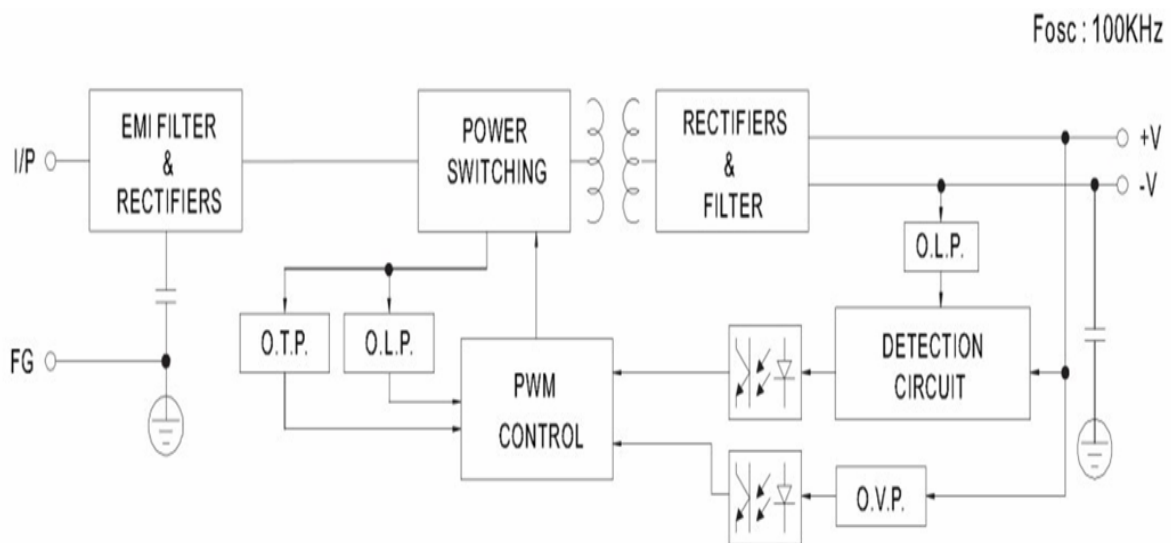 Fosc : 100KHz
EMI FILTER
&
RECTIFIERS
POWER
SWITCHING
RECTIFIERS
&
FILTER
I/P
+V
-V
O.L.P.
O.T.P.
O.L.P.
FG
PWM
CONTROL
DETECTION
CIRCUIT
O.V.P.